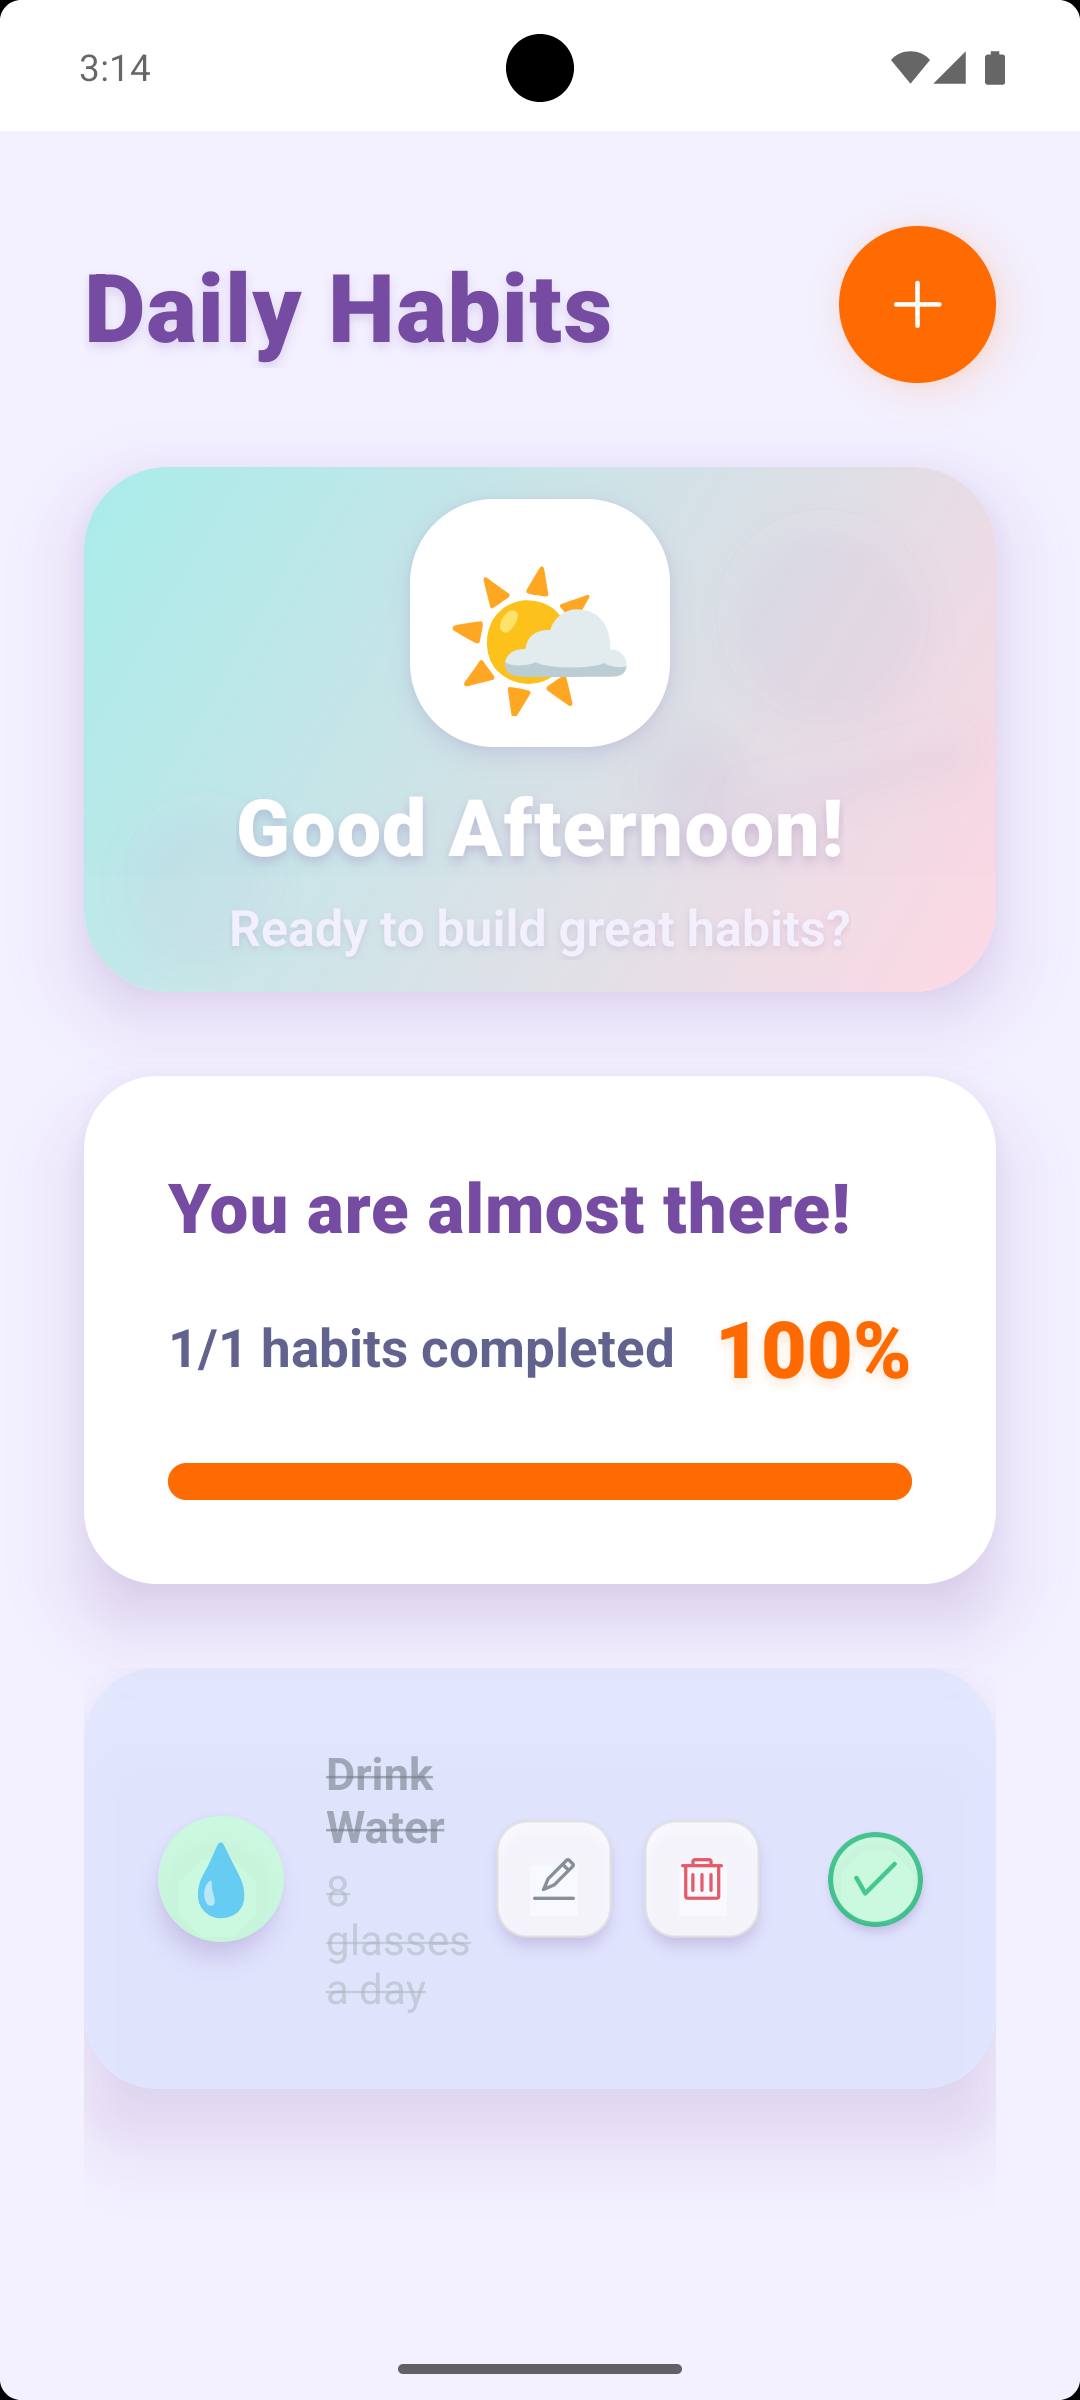 3:14
Daily Habits
Good Afternoon!
Ready to build great habits?
You are almost there!
1/1 habits completed 100%
Drink
Water
8
glasses
a day